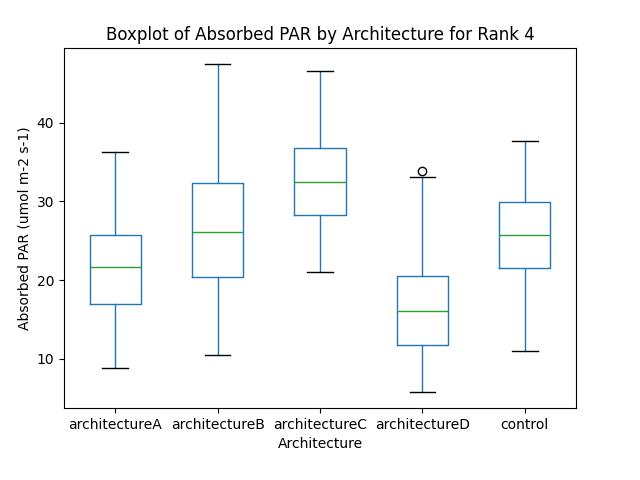 Boxplot of Absorbed PAR by Architecture for Rank 4
Absorbed PAR (umol m-2 s-1)
40
30
20
10
architectureA architectureB architectureC architectureD control
Architecture